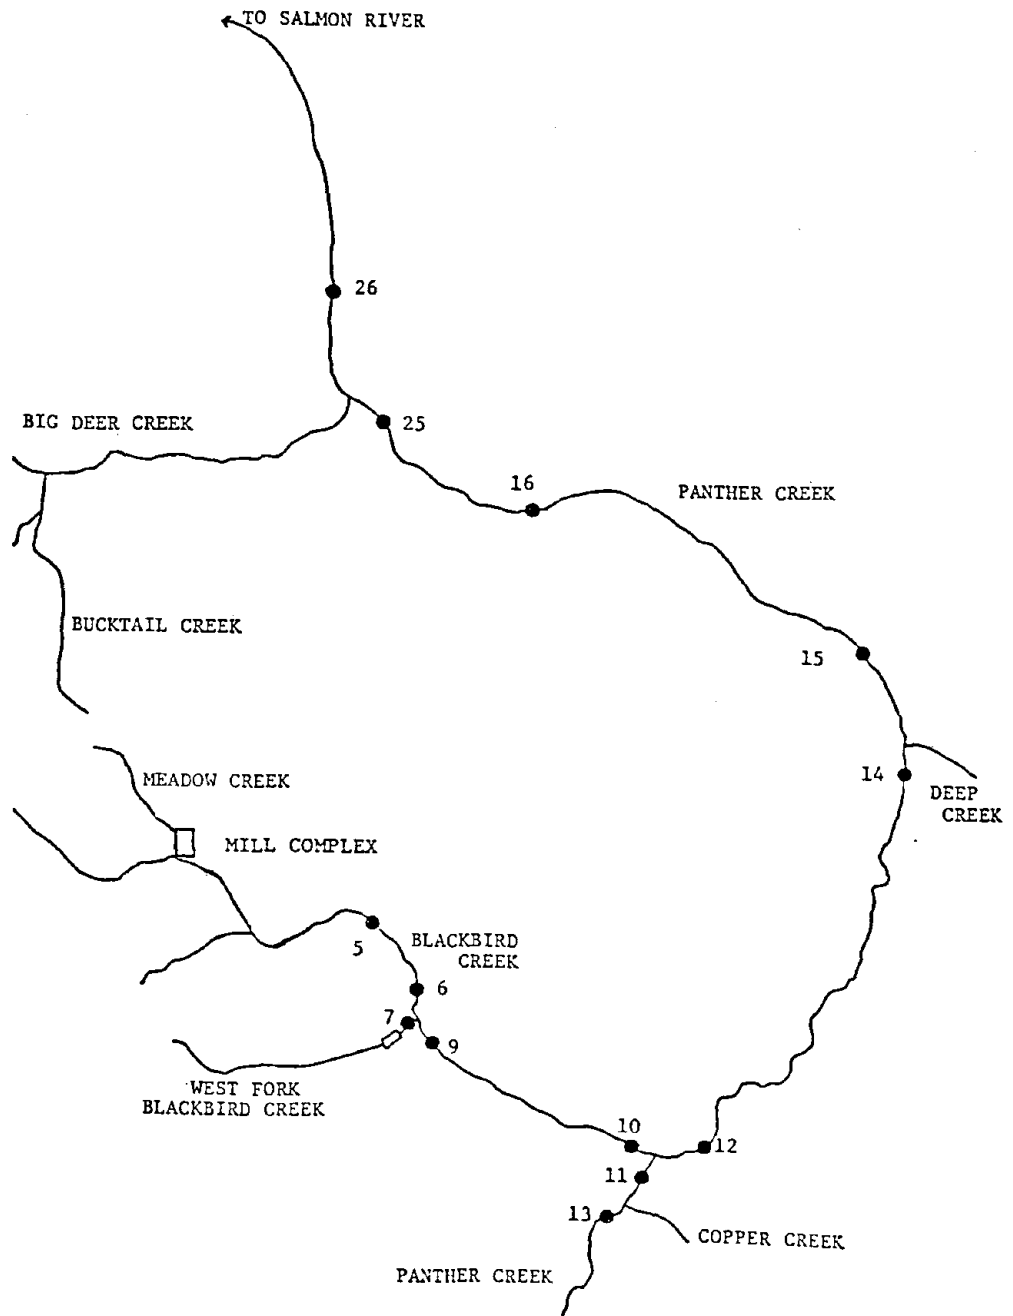 TO SALMON RIVER
26
BIG DEER CREEK
25
16
PANTHER CREEK
BUCKTAIL CREEK
15
MEADOW CREEK
14
DEEP
CREEK
MILL COMPLEX
5
BLACKBIRD
CREEK
6
7
9
WEST FORK
BLACKBIRD CREEK
10
12
11
13
COPPER CREEK
PANTHER CREEK